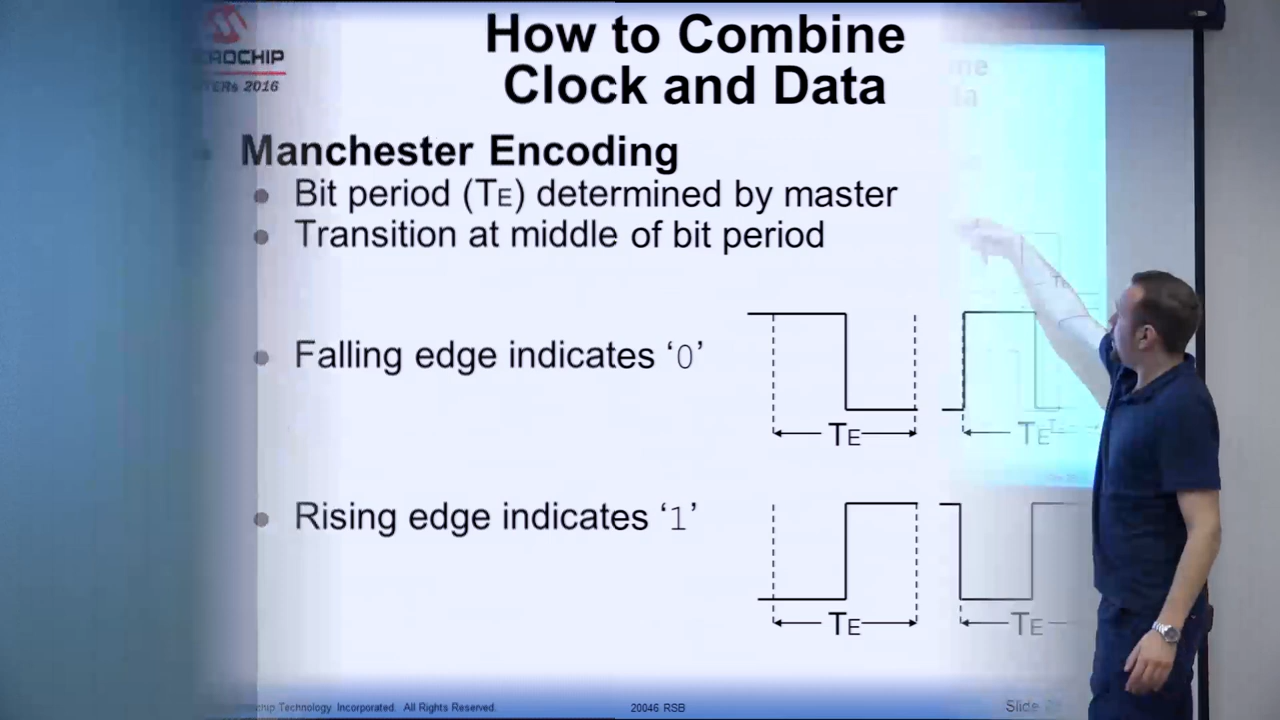 How to Combine
Clock and Data
2016
Manchester Encoding
Bit period (TE) determined by master
Transition at middle of bit period
Falling edge indicates ‘0’
TE
TE
Rising edge indicates ‘1’
TE
TE
Technology Incorporated. All Rights Reserved.
20046 RSB
Slide